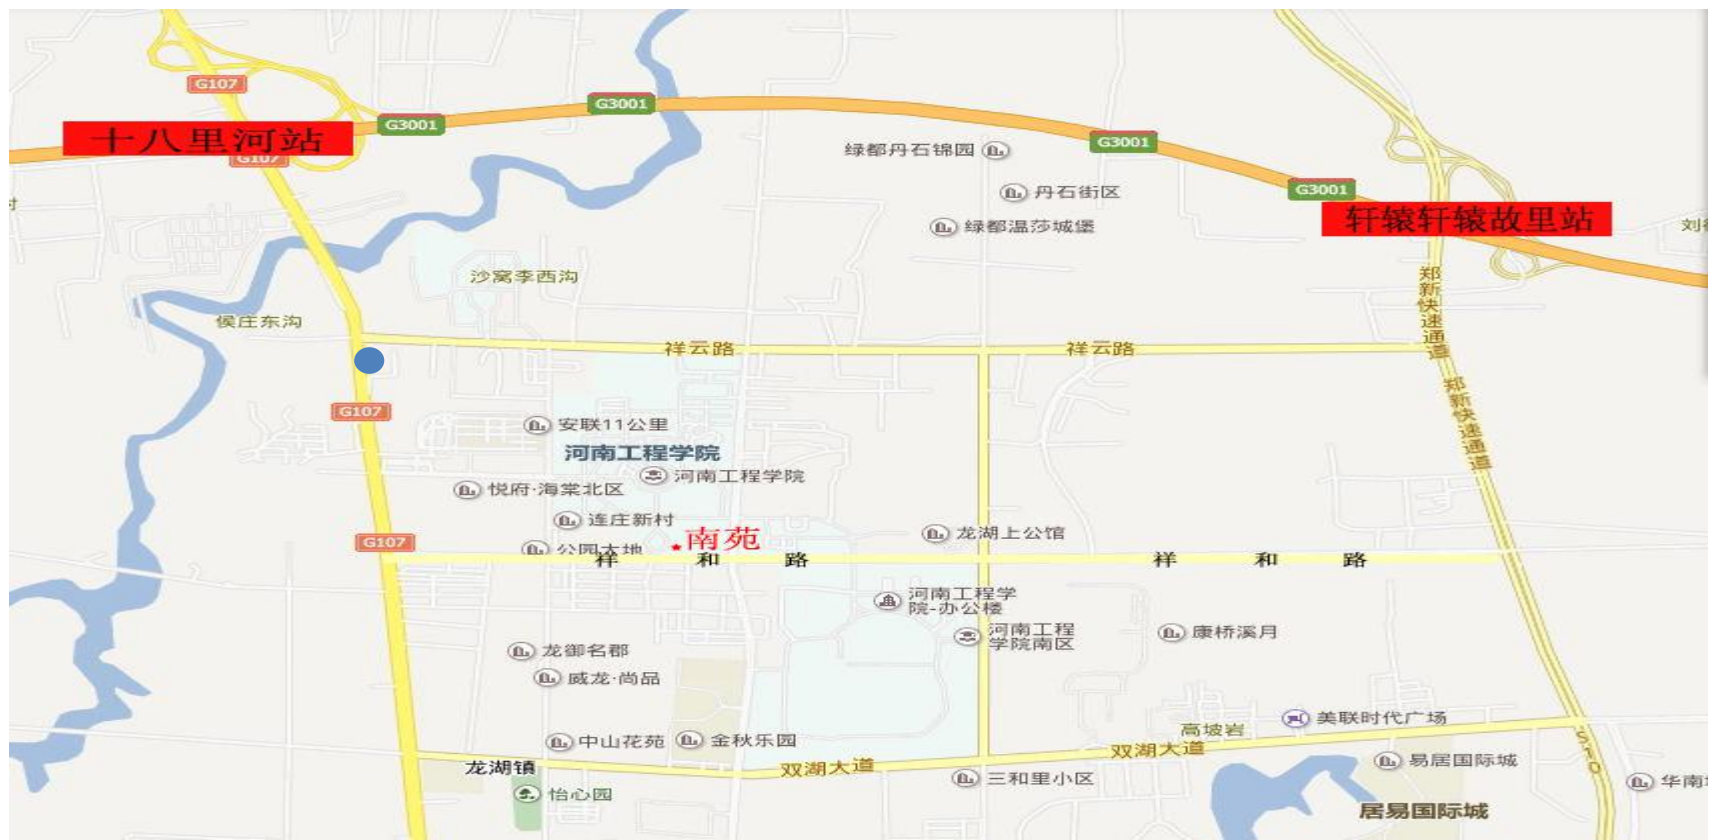 G107
G3001
G3001
十八里河站
G107
G3001
绿都丹石锦园
丹石街区
G3001
轩辕轩辕故里站
绿都温莎城堡
沙窝李西沟
侯庄东沟
郑新快速通道
祥云路
祥云路
郑新快速通道
G107
安联11公里
河南工程学院
河南工程学院
悦府·海棠北区
连庄新村
南苑
龙湖上公馆
G107
公园大地
祥和路
祥和路
河南工程学
院-办公楼
河南工程
学院南区
康桥溪月
龙御名郡
威龙·尚品
美联时代广场
高坡岩
中山花苑
金秋乐园
双湖大道
龙湖镇
双湖大道
易居国际城
三和里小区
怡心园
华南
居易国际城